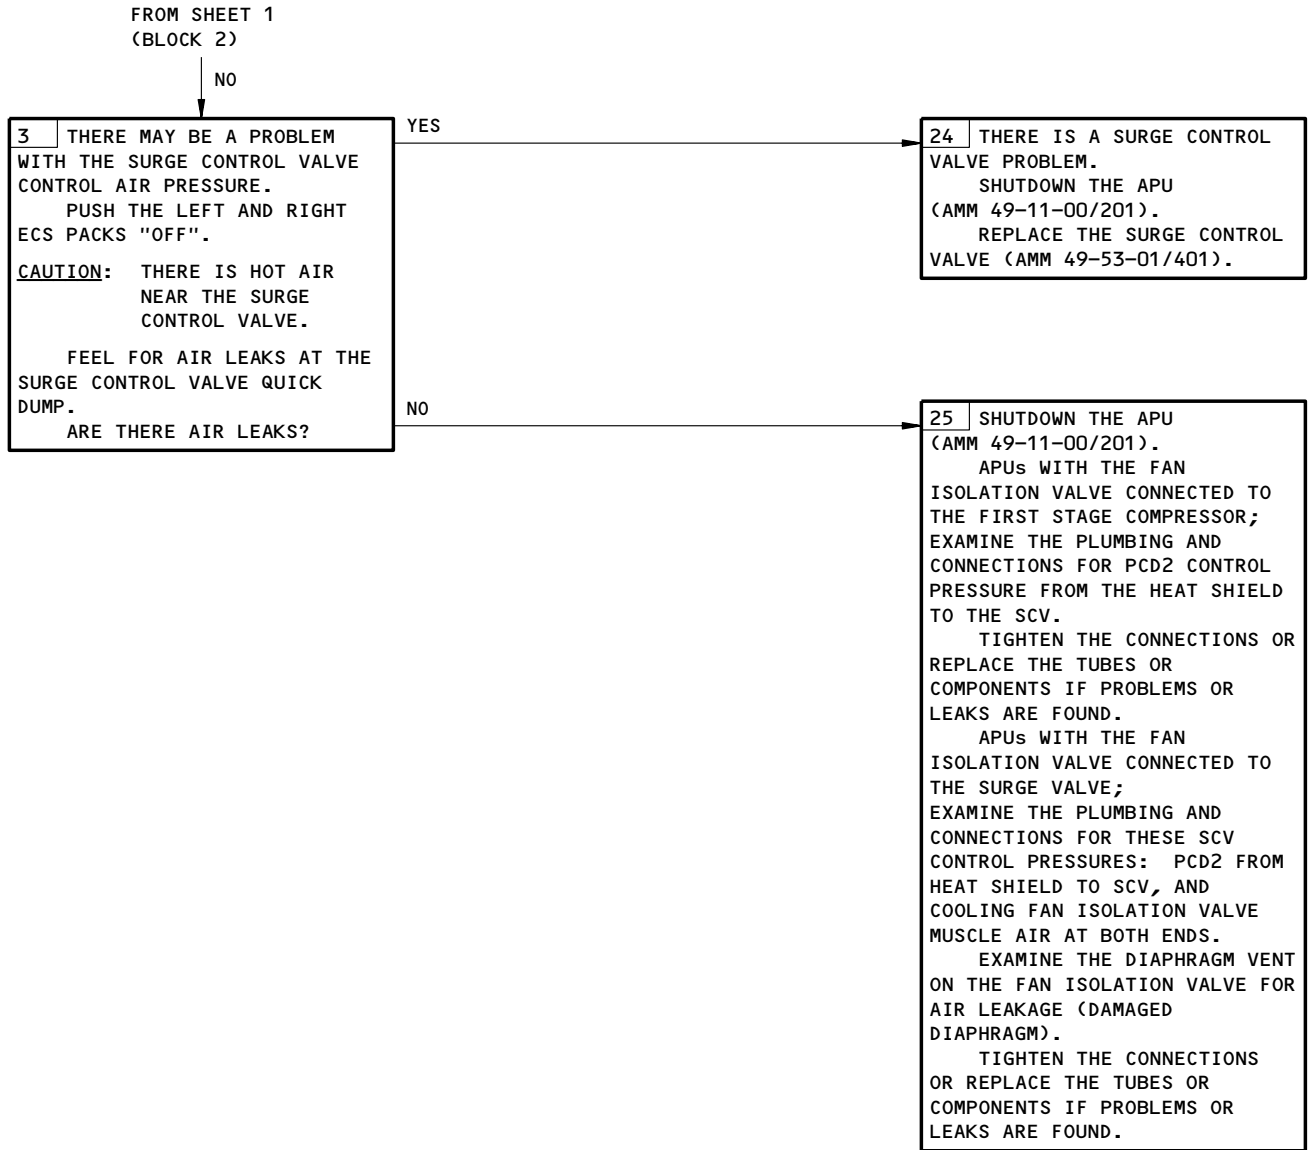 FROM SHEET 1
(BLOCK 2)
NO
3 THERE MAY BE A PROBLEM
WITH THE SURGE CONTROL VALVE
CONTROL AIR PRESSURE.
PUSH THE LEFT AND RIGHT
ECS PACKS "OFF".
CAUTION: THERE IS HOT AIR
NEAR THE SURGE
CONTROL VALVE.
FEEL FOR AIR LEAKS AT THE
SURGE CONTROL VALVE QUICK
DUMP.
ARE THERE AIR LEAKS?
YES
24 THERE IS A SURGE CONTROL
VALVE PROBLEM.
SHUTDOWN THE APU
(AMM 49-11-00/201).
REPLACE THE SURGE CONTROL
VALVE (AMM 49-53-01/401).
NO
25 SHUTDOWN THE APU
(AMM 49-11-00/201).
APUs WITH THE FAN
ISOLATION VALVE CONNECTED TO
THE FIRST STAGE COMPRESSOR;
EXAMINE THE PLUMBING AND
CONNECTIONS FOR PCD2 CONTROL
PRESSURE FROM THE HEAT SHIELD
TO THE SCV.
TIGHTEN THE CONNECTIONS OR
REPLACE THE TUBES OR
COMPONENTS IF PROBLEMS OR
LEAKS ARE FOUND.
APUs WITH THE FAN
ISOLATION VALVE CONNECTED TO
THE SURGE VALVE;
EXAMINE THE PLUMBING AND
CONNECTIONS FOR THESE SCV
CONTROL PRESSURES: PCD2 FROM
HEAT SHIELD TO SCV, AND
COOLING FAN ISOLATION VALVE
MUSCLE AIR AT BOTH ENDS.
EXAMINE THE DIAPHRAGM VENT
ON THE FAN ISOLATION VALVE FOR
AIR LEAKAGE (DAMAGED
DIAPHRAGM).
TIGHTEN THE CONNECTIONS
OR REPLACE THE TUBES OR
COMPONENTS IF PROBLEMS OR
LEAKS ARE FOUND.